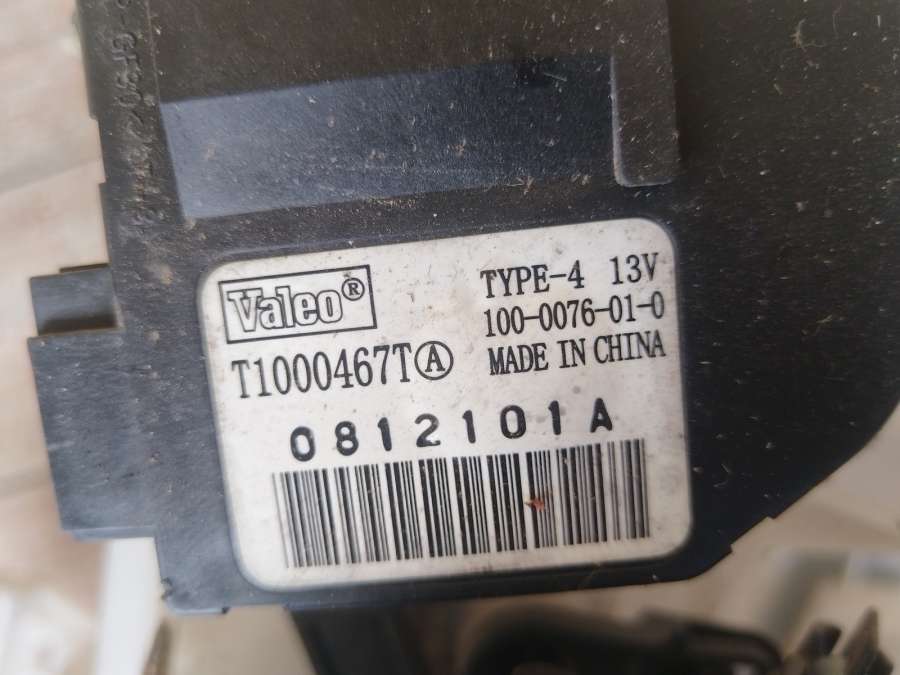 Valeo®
TYPE-4 13V
100-0076-01-0
T1000467TⒶ
MADE IN CHINA
0812101A